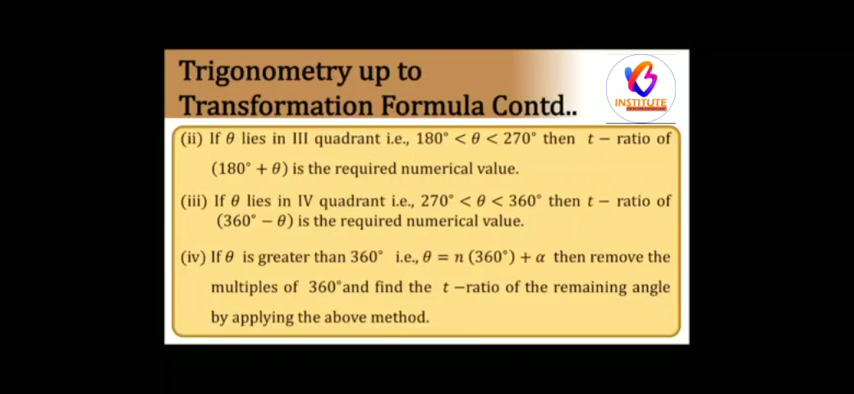 Trigonometry up to
Transformation Formula Contd..
INSTITUTE
(ii) If θ lies in III quadrant i.e., 180° < θ < 270° then t − ratio of
(180° + θ) is the required numerical value.
(iii) If θ lies in IV quadrant i.e., 270° < θ < 360° then t − ratio of
(360° − θ) is the required numerical value.
(iv) If θ is greater than 360° i.e., θ = n (360°) + α then remove the
multiples of 360°and find the t −ratio of the remaining angle
by applying the above method.